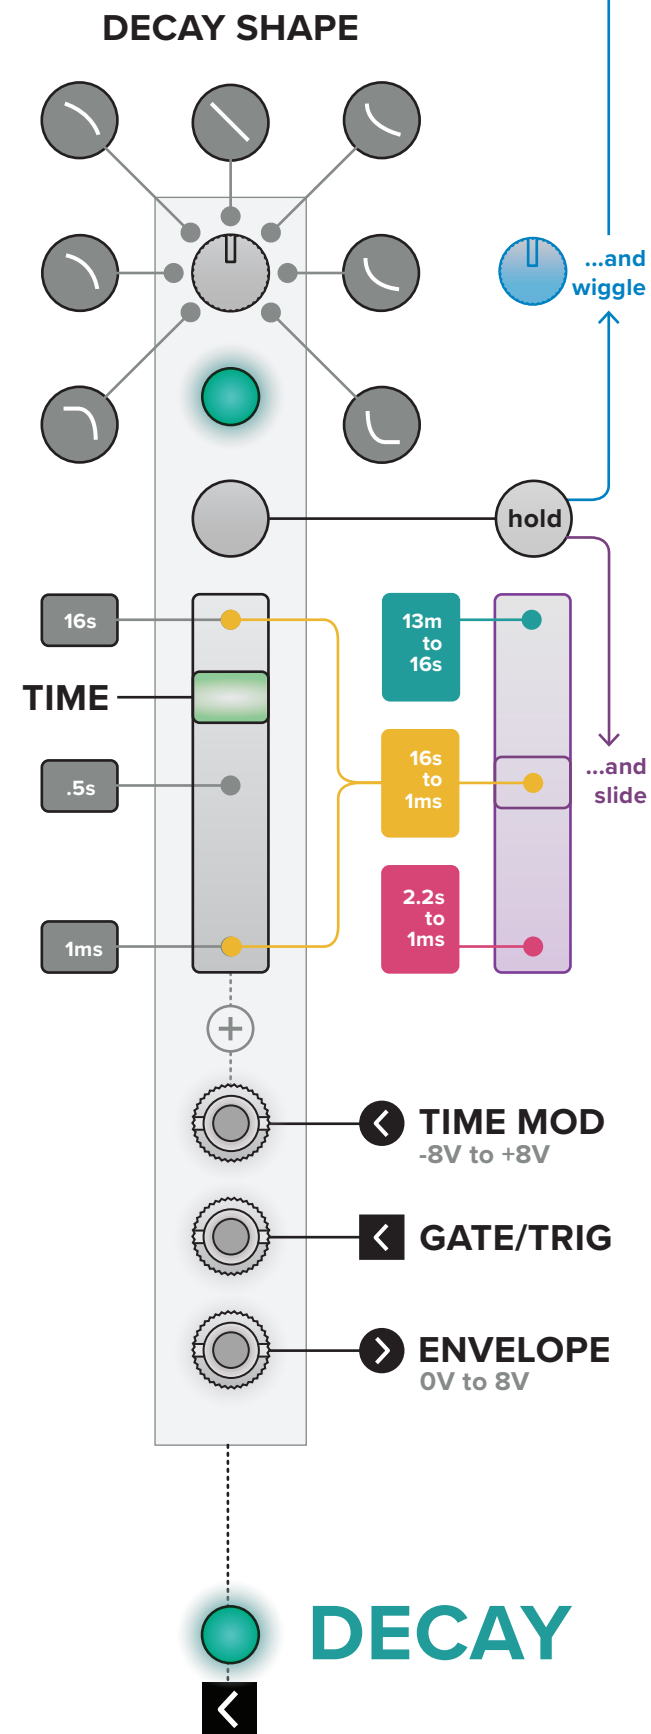 DECAY SHAPE
...and
wiggle
hold
16s
TIME
.5s
1ms
13m
to
16s
16s
to
1ms
2.2s
to
1ms
...and
slide
TIME MOD
-8V to +8V
GATE/TRIG
ENVELOPE
0V to 8V
DECAY